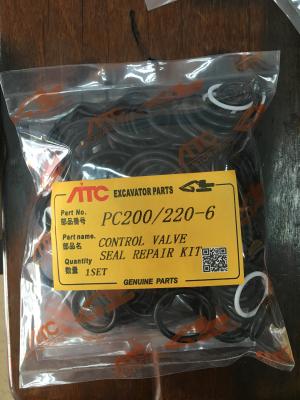 ATC EXCAVATOR PARTS
Part No.
部品番号 PC200/220-6
Part name. CONTROL VALVE
部品名 SEAL REPAIR KIT
Quantity
数量 1SET
GENUINE PARTS